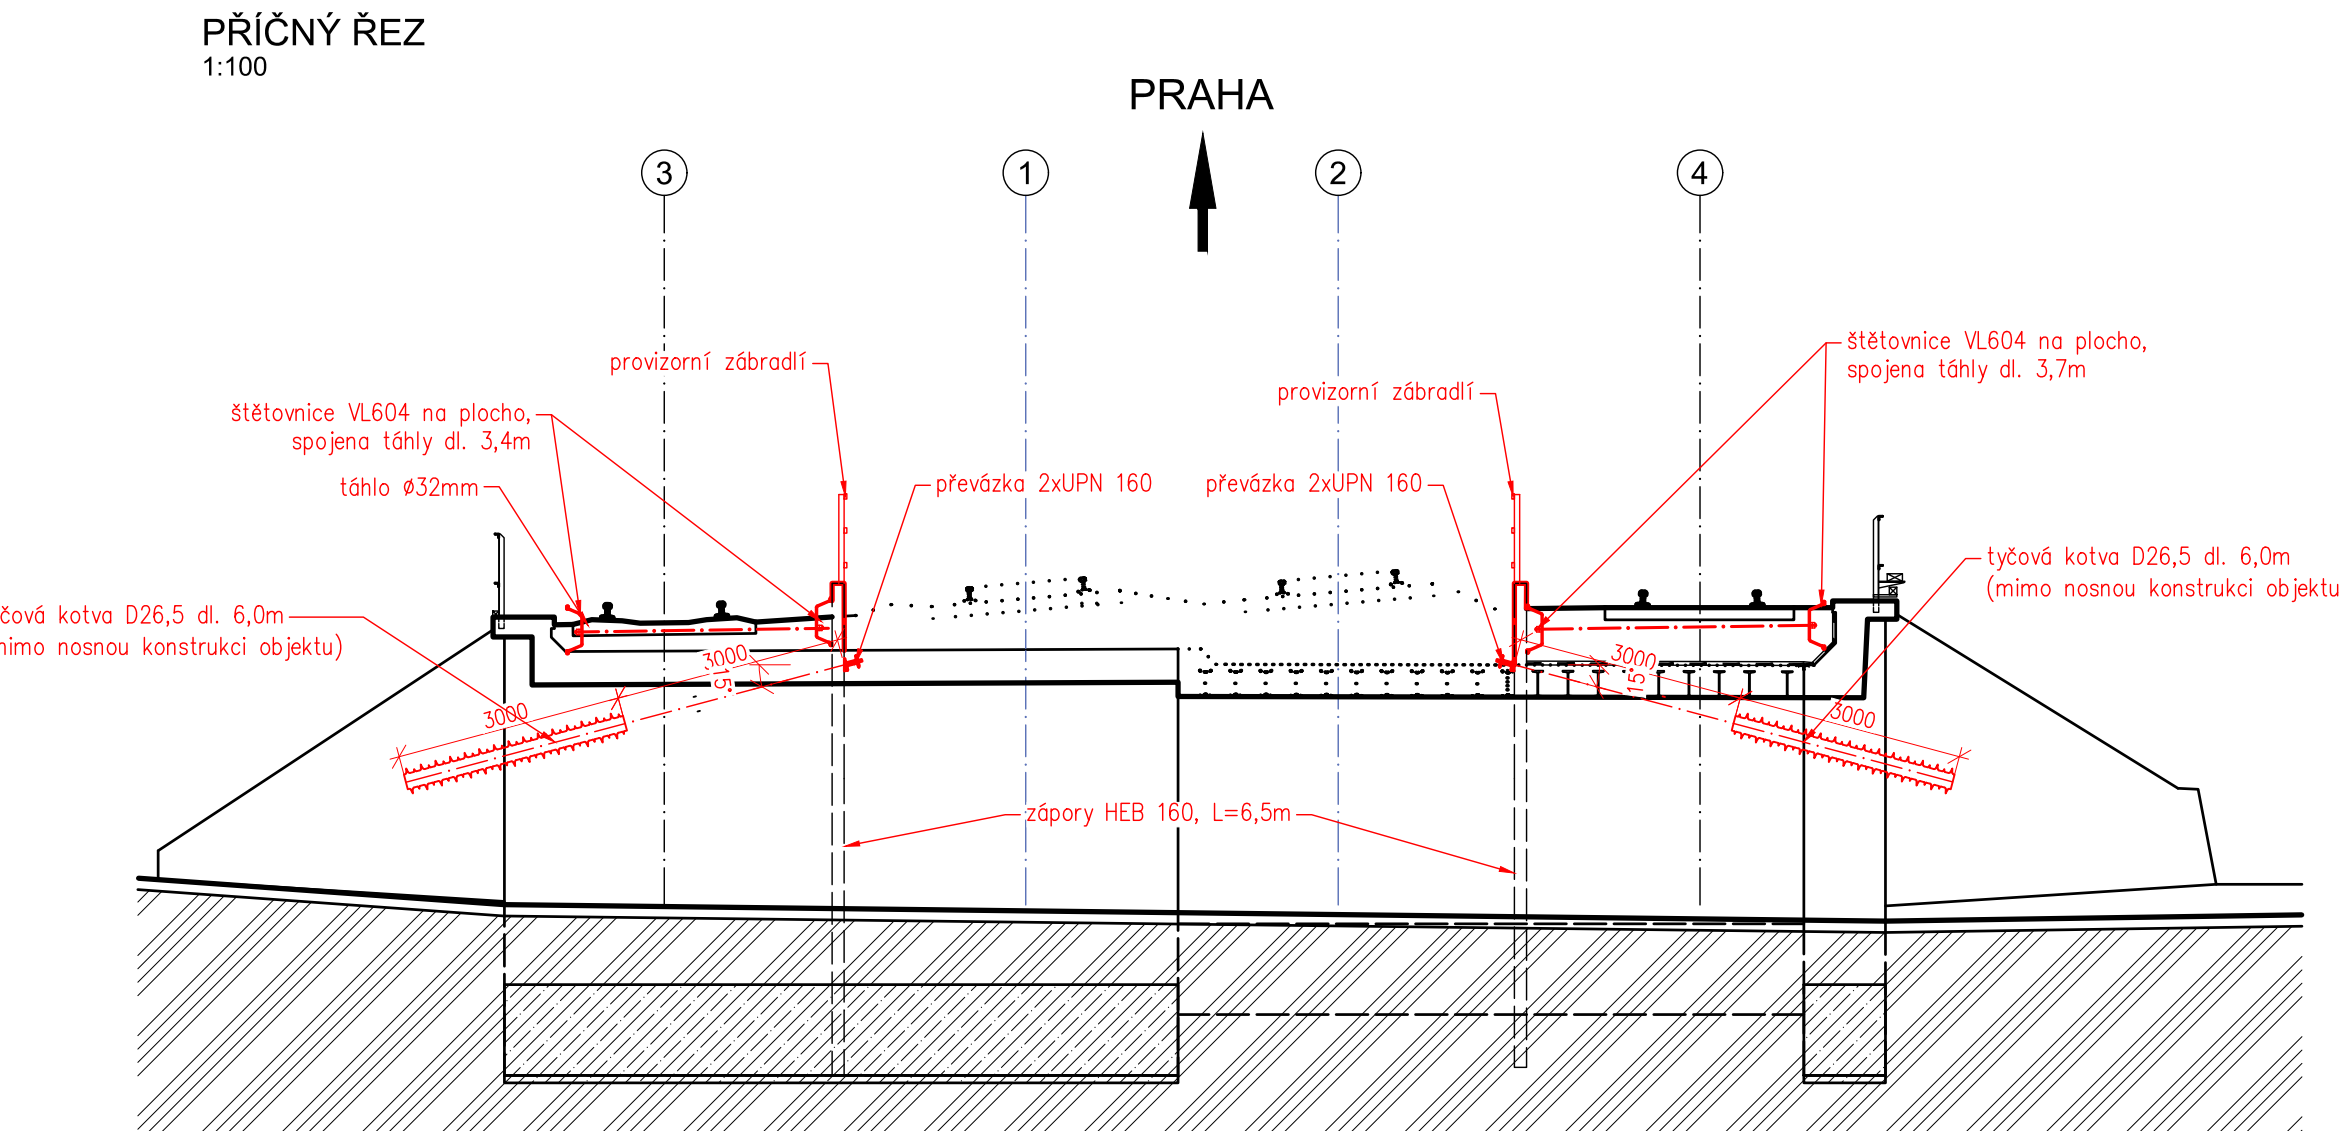 PŘÍČNÝ ŘEZ
1:100
PRAHA
3
1
2
4
provizorní zábradlí
provizorní zábradlí
štětovnice VL604 na plocho,
spojena táhly dl. 3,7m
štětovnice VL604 na plocho,
spojena táhly dl. 3,4m
táhlo ø32mm
převázka 2xUPN 160
převázka 2xUPN 160
tyčová kotva D26,5 dl. 6,0m
(mimo nosnou konstrukci objektu
čová kotva D26,5 dl. 6,0m
mimo nosnou konstrukci objektu)
3000
15°
3000
3000
15°
3000
zápory HEB 160, L=6,5m